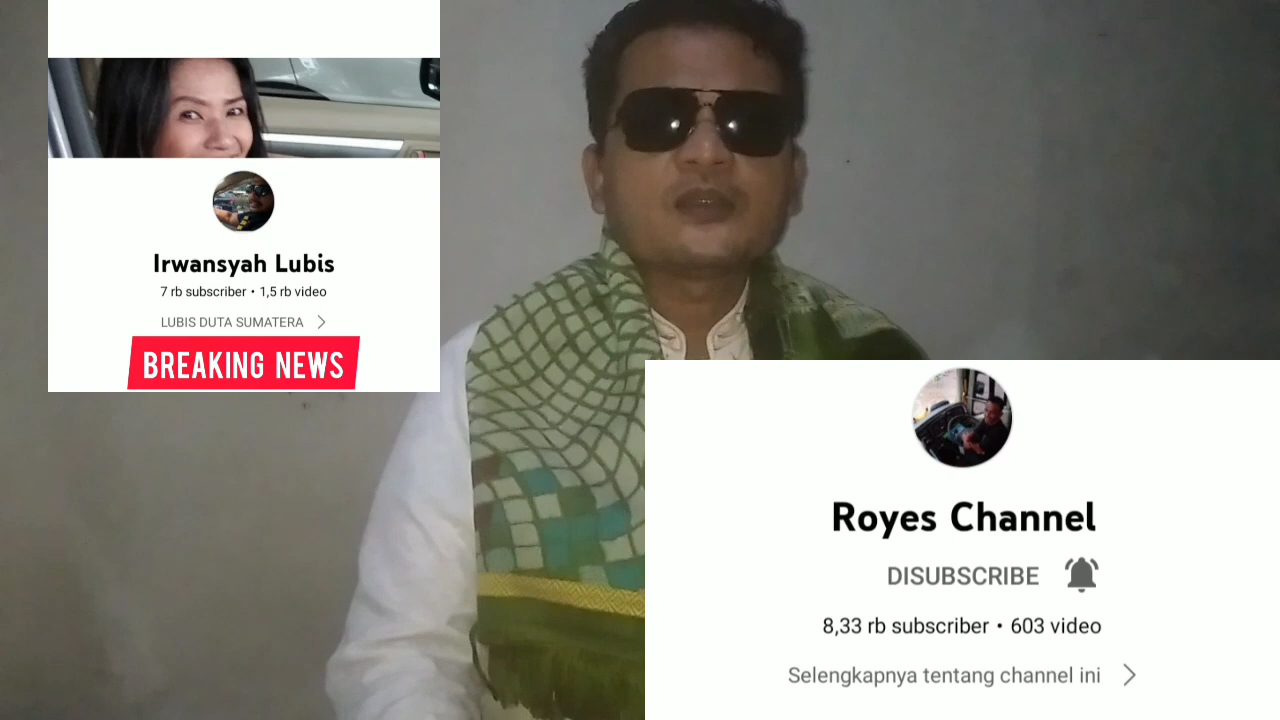 Irwansyah Lubis
7 rb subscriber • 1,5 rb video
LUBIS DUTA SUMATERA
BREAKING NEWS
Royes Channel
DISUBSCRIBE
8,33 rb subscriber • 603 video
Selengkapnya tentang channel ini